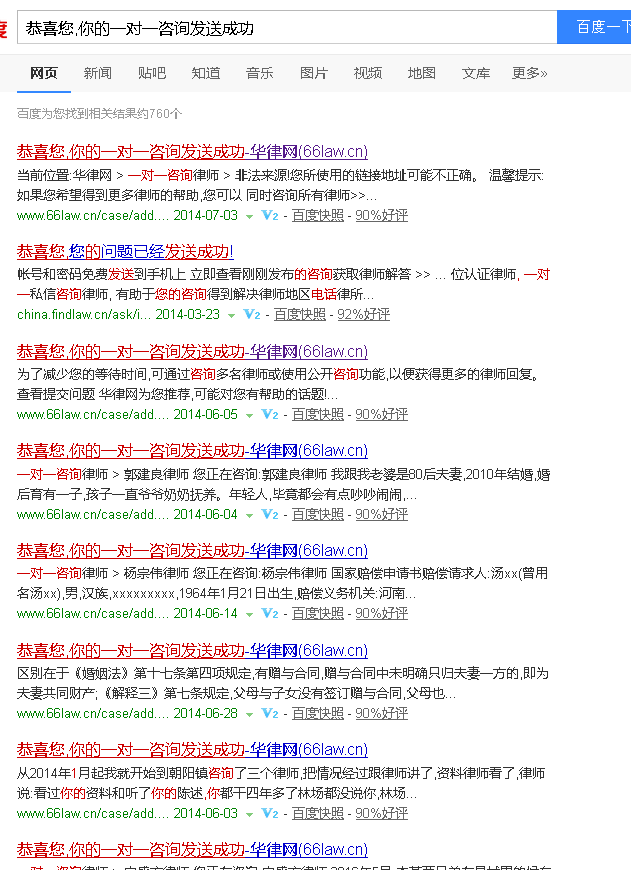 恭喜您,你的一对一咨询发送成功
百度一下
网页 新闻 贴吧 知道 音乐 图片 视频 地图 文库 更多»
百度为您找到相关结果约760个
恭喜您,你的一对一咨询发送成功-华律网(66law.cn)
当前位置:华律网 > 一对一咨询律师 > 非法来源!您所使用的链接地址可能不正确。 温馨提示:
如果您希望得到更多律师的帮助,您可以 同时咨询所有律师>>...
www.66law.cn/case/add.... 2014-07-03 V2 - 百度快照 - 90%好评
恭喜您,您的问题已经发送成功!
帐号和密码免费发送到手机上 立即查看刚刚发布的咨询获取律师解答 >> ... 位认证律师, 一对
一私信咨询律师, 有助于您的咨询得到解决律师地区电话律所...
china.findlaw.cn/ask/i... 2014-03-23 V2 - 百度快照 - 92%好评
恭喜您,你的一对一咨询发送成功-华律网(66law.cn)
为了减少您的等待时间,可通过咨询多名律师或使用公开咨询功能,以便获得更多的律师回复。
查看提交问题 华律网为您推荐,可能对您有帮助的话题!...
www.66law.cn/case/add.... 2014-06-05 V2 - 百度快照 - 90%好评
恭喜您,你的一对一咨询发送成功-华律网(66law.cn)
一对一咨询律师 > 郭建良律师 您正在咨询:郭建良律师 我跟我老婆是80后夫妻,2010年结婚,婚
后育有一子,孩子一直爷爷奶奶抚养。年轻人,毕竟都会有点吵吵闹闹,...
www.66law.cn/case/add.... 2014-06-04 V2 - 百度快照 - 90%好评
恭喜您,你的一对一咨询发送成功-华律网(66law.cn)
一对一咨询律师 > 杨宗伟律师 您正在咨询:杨宗伟律师 国家赔偿申请书赔偿请求人:汤xx(曾用
名汤xx),男,汉族,xxxxxxxxx,1964年1月21日出生,赔偿义务机关:河南...
www.66law.cn/case/add.... 2014-06-14 V2 - 百度快照 - 90%好评
恭喜您,你的一对一咨询发送成功-华律网(66law.cn)
区别在于《婚姻法》第十七条第四项规定,有赠与合同,赠与合同中未明确只归夫妻一方的,即为
夫妻共同财产;《解释三》第七条规定,父母与子女没有签订赠与合同,父母也...
www.66law.cn/case/add.... 2014-06-28 V2 - 百度快照 - 90%好评
恭喜您,你的一对一咨询发送成功-华律网(66law.cn)
从2014年1月起我就开始到朝阳镇咨询了三个律师,把情况经过跟律师讲了,资料律师看了,律师
说:看过你的资料和听了你的陈述,你都干四年多了林场都没说你,林场...
www.66law.cn/case/add.... 2014-06-03 V2 - 百度快照 - 90%好评
恭喜您,你的一对一咨询发送成功-华律网(66law.cn)